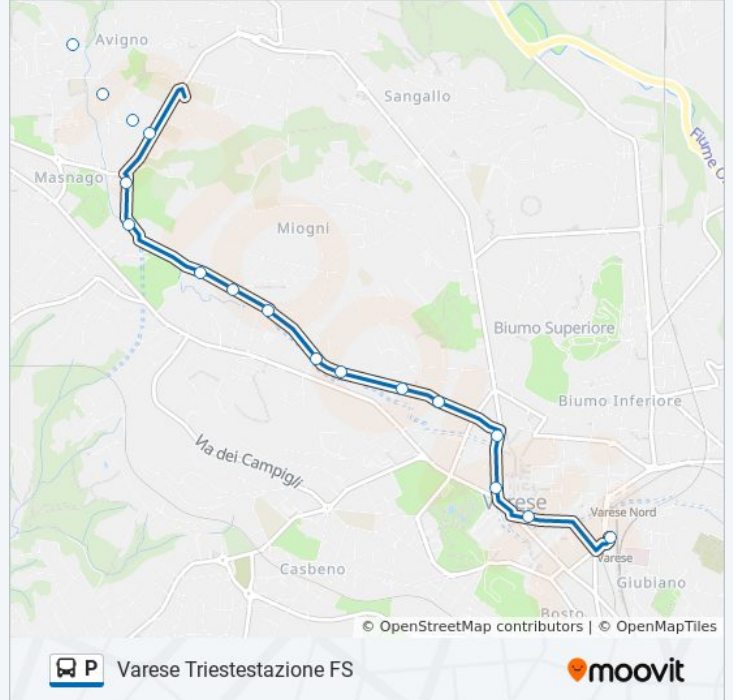 Avigno
Sangallo
Fiume O
Masnago
Miogni
Biumo Superiore
Biumo Inferiore
Via dei Campigli
Varese
Varese Nord
Varese
Casbeno
Giubiano
Bosto
© OpenStreetMap contributors | © OpenMapTiles
P Varese Triestestazione FS
moovit